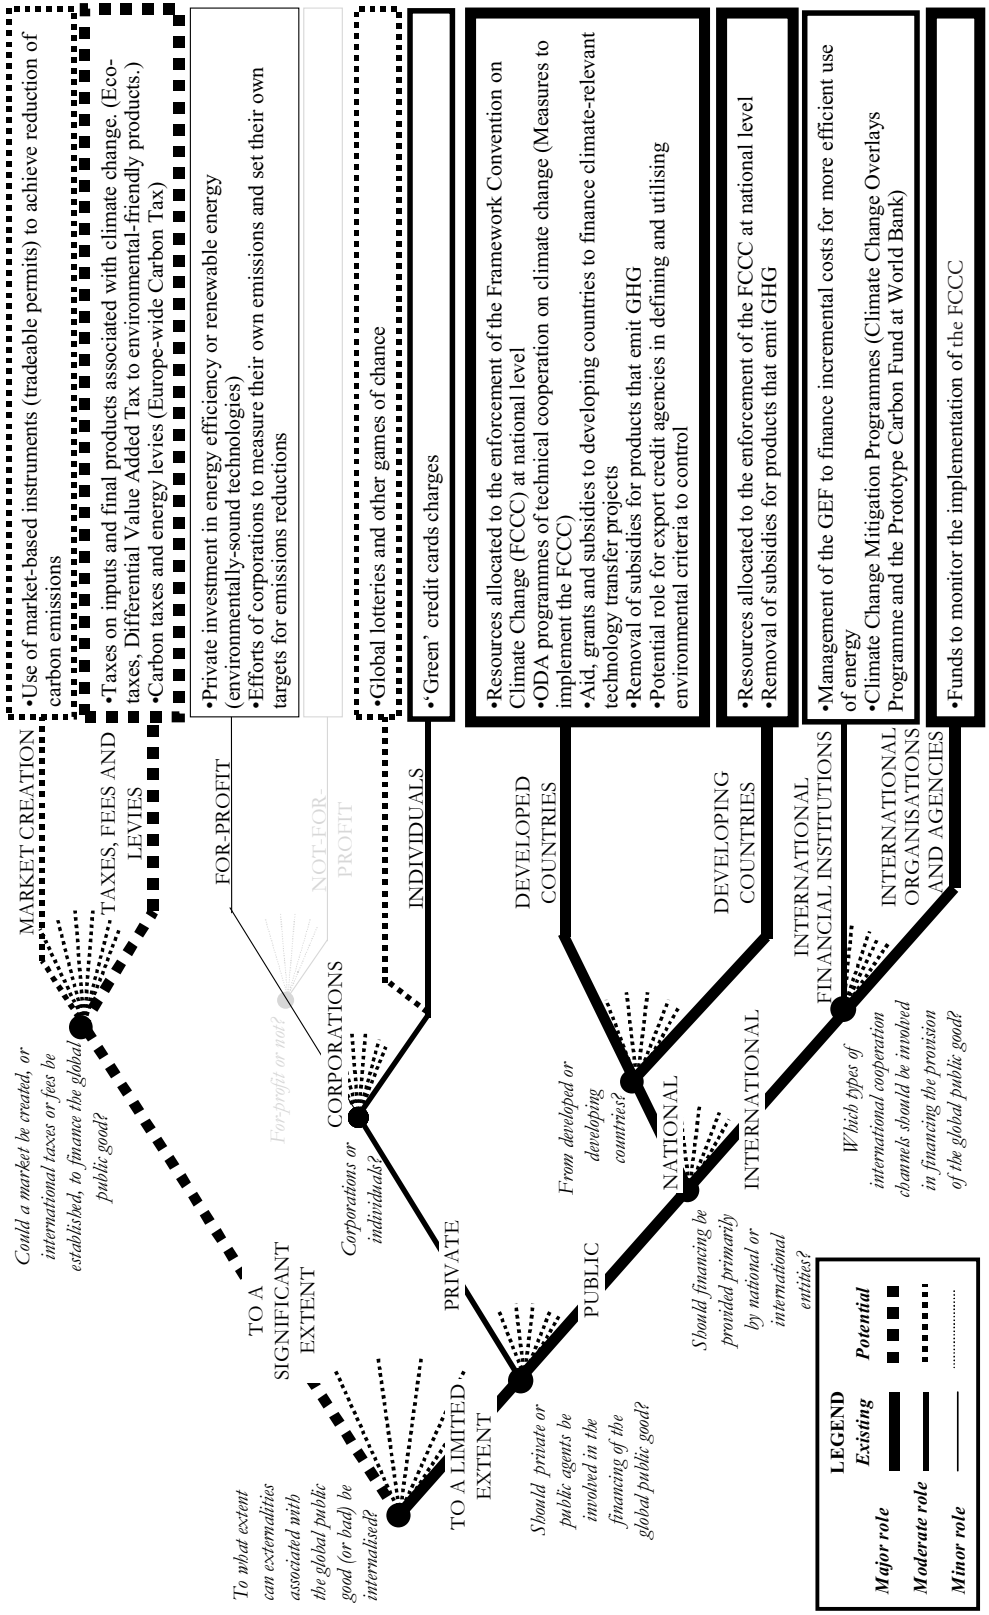 To what extent
can externalities
associated with
the global public
good (or bad) be
internalised?
TO A
SIGNIFICANT
EXTENT
TO A LIMITED
EXTENT
Could a market be created, or
international taxes or fees be
established, to finance the global
public good?
MARKET CREATION
•Use of market-based instruments (tradeable permits) to achieve reduction of
carbon emissions
TAXES, FEES AND
LEVIES
•Taxes on inputs and final products associated with climate change. (Eco-
taxes, Differential Value Added Tax to environmental-friendly products.)
•Carbon taxes and energy levies (Europe-wide Carbon Tax)
Should private or
public agents be
involved in the
financing of the
global public good?
PRIVATE
PUBLIC
Corporations or
individuals?
CORPORATIONS
For-profit or not?
FOR-PROFIT
•Private investment in energy efficiency or renewable energy
(environmentally-sound technologies)
•Efforts of corporations to measure their own emissions and set their own
targets for emissions reductions
NOT-FOR-
PROFIT
INDIVIDUALS
•Global lotteries and other games of chance
•‘Green’ credit cards charges
Should financing be
provided primarily
by national or
international
entities?
NATIONAL
INTERNATIONAL
From developed or
developing
countries?
DEVELOPED
COUNTRIES
•Resources allocated to the enforcement of the Framework Convention on
Climate Change (FCCC) at national level
•ODA programmes of technical cooperation on climate change (Measures to
implement the FCCC)
•Aid, grants and subsidies to developing countries to finance climate-relevant
technology transfer projects
•Removal of subsidies for products that emit GHG
•Potential role for export credit agencies in defining and utilising
environmental criteria to control
DEVELOPING
COUNTRIES
•Resources allocated to the enforcement of the FCCC at national level
•Removal of subsidies for products that emit GHG
Which types of
international cooperation
channels should be involved
in financing the provision
of the global public good?
INTERNATIONAL
FINANCIAL INSTITUTIONS
•Management of the GEF to finance incremental costs for more efficient use
of energy
•Climate Change Mitigation Programmes (Climate Change Overlays
Programme and the Prototype Carbon Fund at World Bank)
INTERNATIONAL
ORGANISATIONS
AND AGENCIES
•Funds to monitor the implementation of the FCCC
LEGEND
Existing Potential
Major role
Moderate role
Minor role